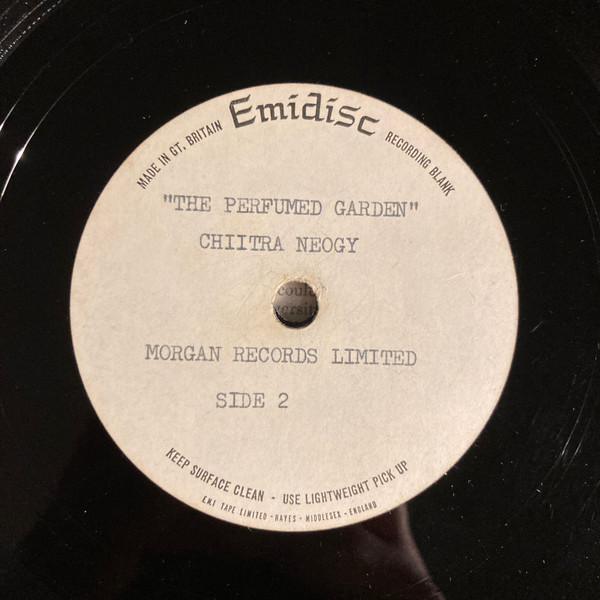 Emidisc
MADE IN GT. BRITAIN
RECORDING BLANK
"THE PERFUMED GARDEN"
CHIITRA NEOGY
MORGAN RECORDS LIMITED
SIDE 2
KEEP SURFACE CLEAN - USE LIGHTWEIGHT PICK UP
EMI TAPE LIMITED - HAYES - MIDDLESEX - ENGLAND